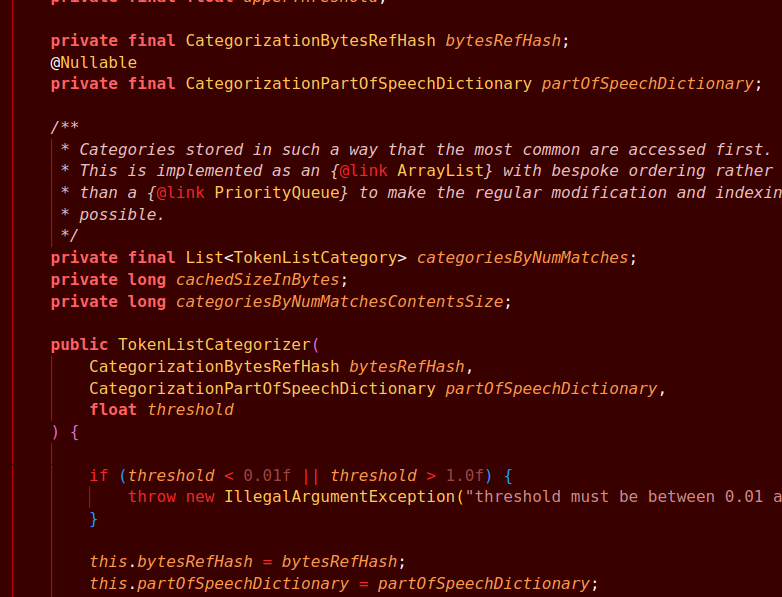 private final float upperThreshold;
private final CategorizationBytesRefHash bytesRefHash;
@Nullable
private final CategorizationPartOfSpeechDictionary partOfSpeechDictionary;
/**
* Categories stored in such a way that the most common are accessed first.
* This is implemented as an {@link ArrayList} with bespoke ordering rather
* than a {@link PriorityQueue} to make the regular modification and indexin
* possible.
*/
private final List<TokenListCategory> categoriesByNumMatches;
private long cachedSizeInBytes;
private long categoriesByNumMatchesContentsSize;
public TokenListCategorizer(
CategorizationBytesRefHash bytesRefHash,
CategorizationPartOfSpeechDictionary partOfSpeechDictionary,
float threshold
) {
if (threshold < 0.01f || threshold > 1.0f) {
throw new IllegalArgumentException("threshold must be between 0.01 a
}
this.bytesRefHash = bytesRefHash;
this.partOfSpeechDictionary = partOfSpeechDictionary;